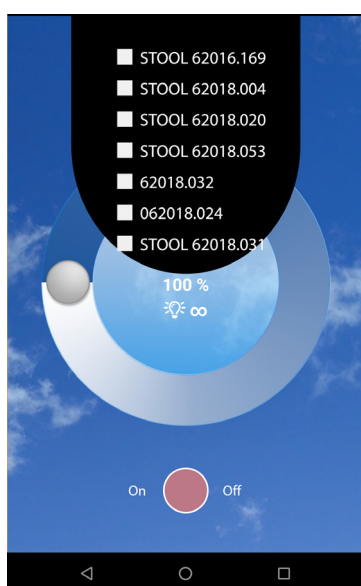 STOOL 62016.169
STOOL 62018.004
STOOL 62018.020
STOOL 62018.053
62018.032
062018.024
STOOL 62018.031
100 %
∞
On Off